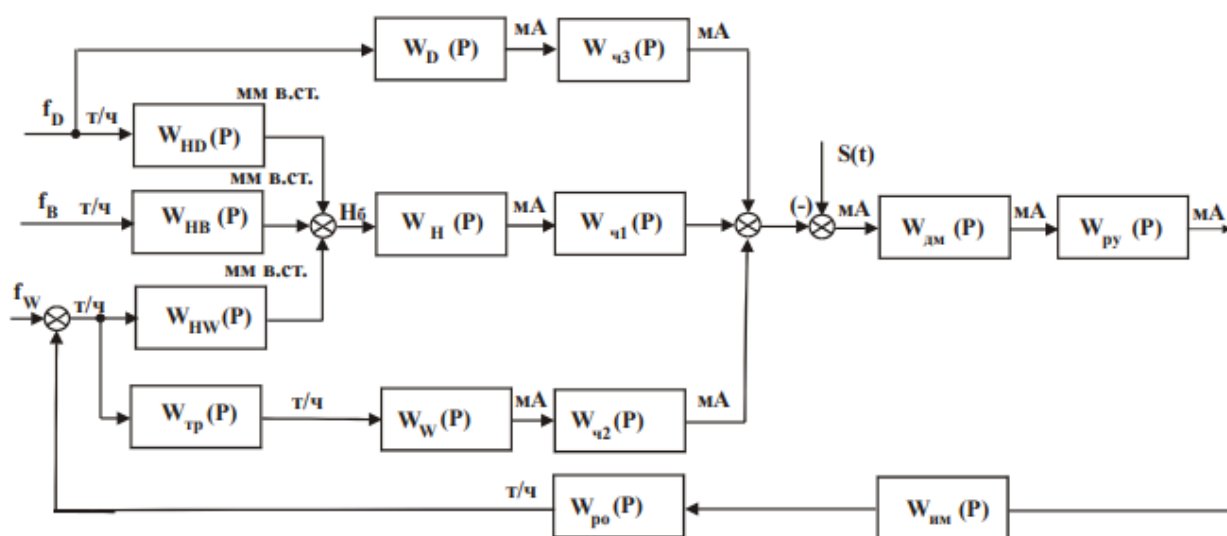 W_D (P) мА W_ч3 (P) мА
f_D т/ч W_HD (P) мм в.ст.
f_B т/ч W_HB (P) мм в.ст. Нб W_H (P) мА W_ч1 (P) (-) S(t) мА W_дм (P) мА W_ру (P) мА
f_W т/ч W_HW (P) мм в.ст.
W_тр (P) т/ч W_W (P) мА W_ч2 (P) мА
т/ч W_ро (P) W_им (P)